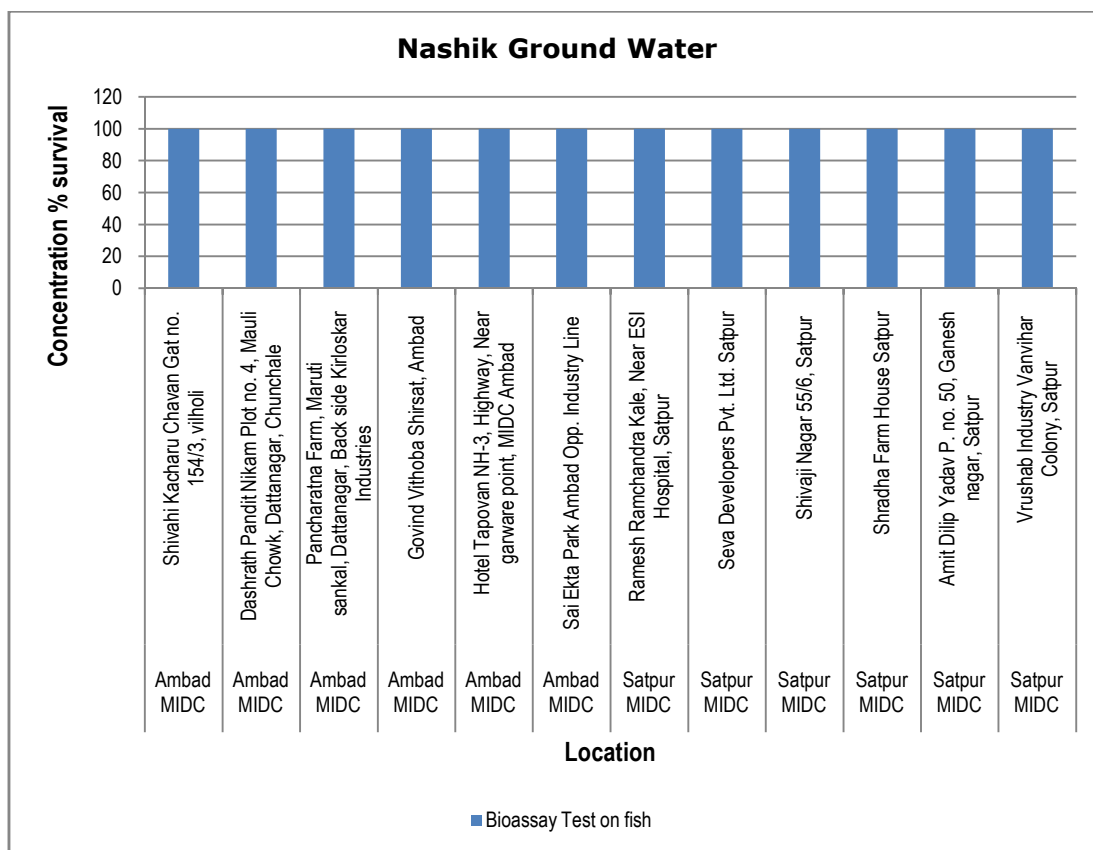 Nashik Ground Water
Concentration % survival
120
100
80
60
40
20
0
Shivahi Kacharu Chavan Gat no.
154/3, vilholi
Dashrath Pandit Nikam Plot no. 4, Mauli
Chowk, Dattanagar, Chunchale
Pancharatna Farm, Maruti
sankal, Dattanagar, Back side Kirloskar
Industries
Govind Vithoba Shirsat, Ambad
Hotel Tapovan NH-3, Highway, Near
garware point, MIDC Ambad
Sai Ekta Park Ambad Opp. Industry Line
Ramesh Ramchandra Kale, Near ESI
Hospital, Satpur
Seva Developers Pvt. Ltd. Satpur
Shivaji Nagar 55/6, Satpur
Shradha Farm House Satpur
Amit Dilip Yadav P. no. 50, Ganesh
nagar, Satpur
Vrushab Industry Vanvihar
Colony, Satpur
Ambad
MIDC
Ambad
MIDC
Ambad
MIDC
Ambad
MIDC
Ambad
MIDC
Ambad
MIDC
Satpur
MIDC
Satpur
MIDC
Satpur
MIDC
Satpur
MIDC
Satpur
MIDC
Satpur
MIDC
Location
Bioassay Test on fish